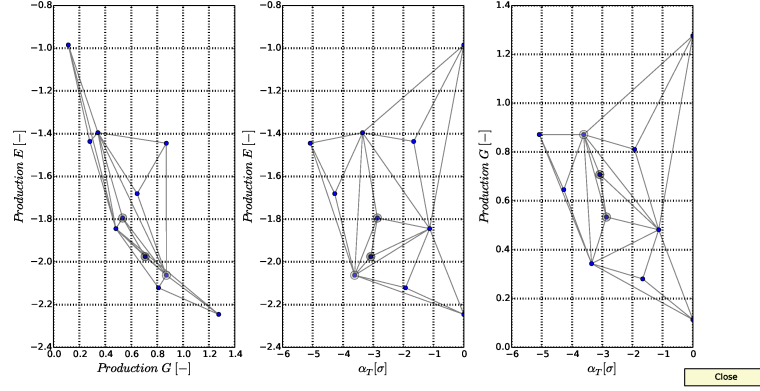 −0.8
−1.0
−1.2
−1.4
−1.6
−1.8
−2.0
−2.2
−2.4
Production E [−]
0.0 0.2 0.4 0.6 0.8 1.0 1.2 1.4
Production G [−]
−0.8
−1.0
−1.2
−1.4
−1.6
−1.8
−2.0
−2.2
−2.4
Production E [−]
−6 −5 −4 −3 −2 −1 0
α_T[σ]
1.4
1.2
1.0
0.8
0.6
0.4
0.2
0.0
Production G [−]
−6 −5 −4 −3 −2 −1 0
α_T[σ]
Close